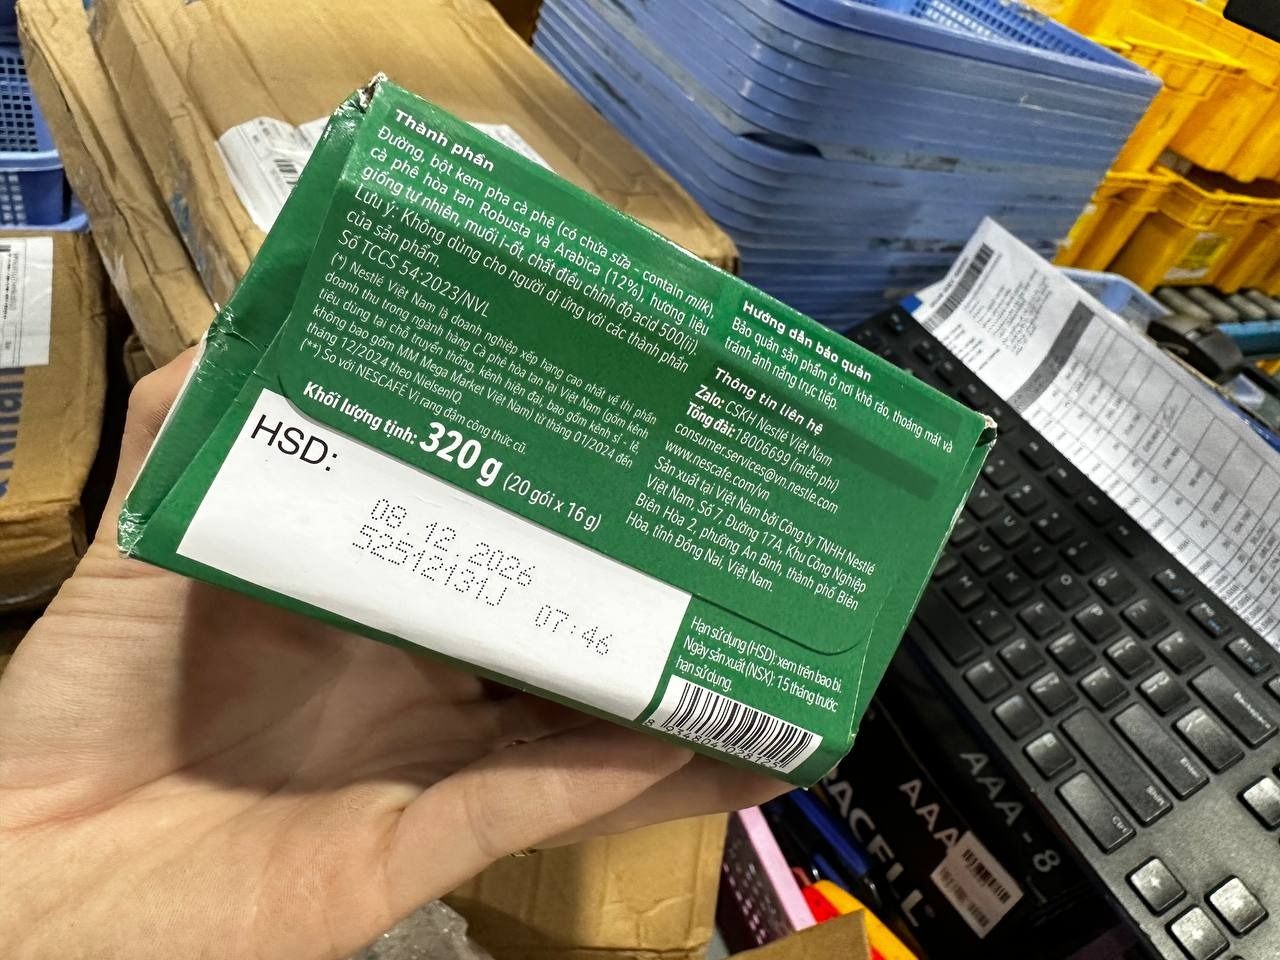 Thành phần
Đường, bột kem pha cà phê (có chứa sữa - contain milk),
cà phê hòa tan Robusta và Arabica (12%), hương liệu
giống tự nhiên, muối i-ốt, chất điều chỉnh độ acid 500(ii).
Lưu ý: Không dùng cho người dị ứng với các thành phần
của sản phẩm.
Số TCCS 54:2023/NVL
(*) Nestlé Việt Nam là doanh nghiệp xếp hạng cao nhất về thị phần
doanh thu trong ngành hàng Cà phê hòa tan tại Việt Nam (gồm kênh
tiêu dùng tại chỗ truyền thống, kênh hiện đại, bao gồm kênh sỉ - lẻ,
không bao gồm MM Mega Market Việt Nam) từ tháng 01/2024 đến
tháng 12/2024 theo NielsenIQ.
(**) So với NESCAFÉ Vị rang đậm công thức cũ.
Khối lượng tịnh: 320 g (20 gói x 16 g)
HSD:
08.12.2026
52512131J 07:46
Hướng dẫn bảo quản
Bảo quản sản phẩm ở nơi khô ráo, thoáng mát và
tránh ánh nắng trực tiếp.
Thông tin liên hệ
Zalo: CSKH Nestlé Việt Nam
Tổng đài: 18006699 (miễn phí)
consumer.services@vn.nestle.com
www.nescafe.com/vn
Sản xuất tại Việt Nam bởi Công ty TNHH Nestlé
Việt Nam, Số 7, Đường 17A, Khu Công Nghiệp
Biên Hòa 2, phường An Bình, thành phố Biên
Hòa, tỉnh Đồng Nai, Việt Nam.
Hạn sử dụng (HSD): xem trên bao bì.
Ngày sản xuất (NSX): 15 tháng trước
hạn sử dụng.
8 934804 028125
AAA
AAA - 8
Backspace
Enter
Shift
Ctrl